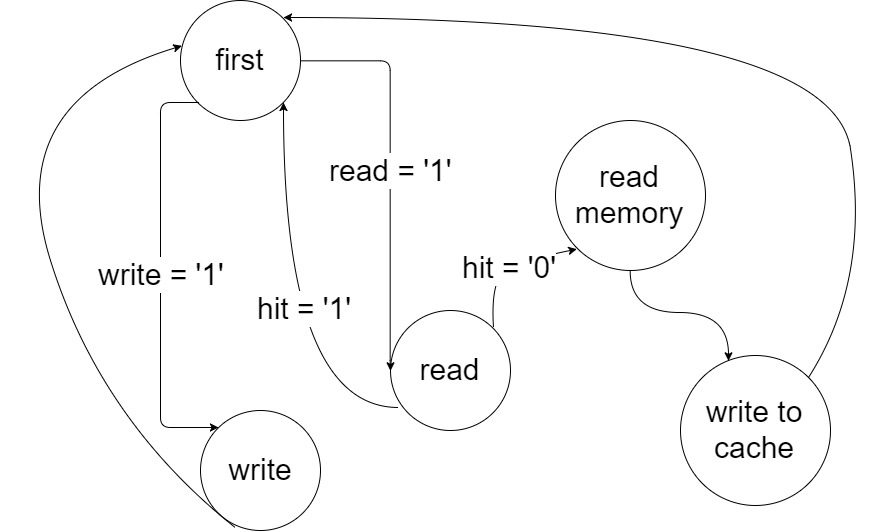 first
read = '1'
read
memory
write = '1'
hit = '0'
hit = '1'
read
write to
cache
write